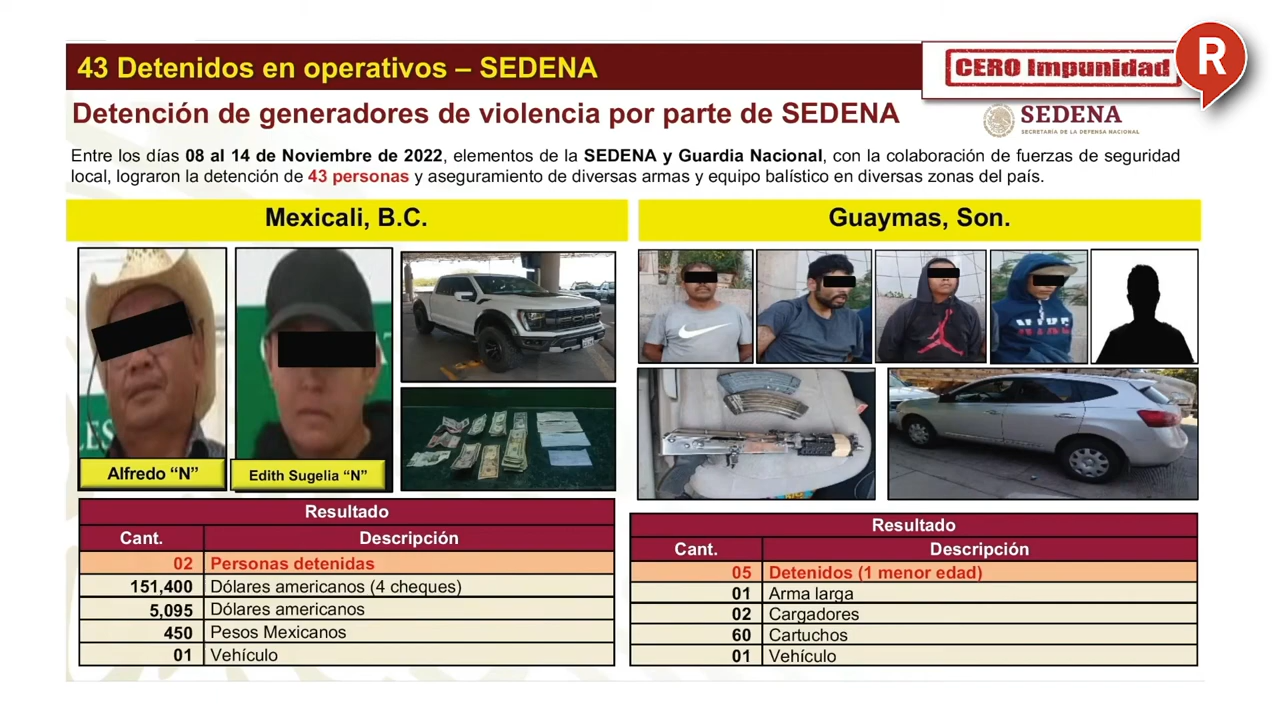 43 Detenidos en operativos – SEDENA
CERO Impunidad
R
Detención de generadores de violencia por parte de SEDENA
SEDENA
SECRETARÍA DE LA DEFENSA NACIONAL
Entre los días 08 al 14 de Noviembre de 2022, elementos de la SEDENA y Guardia Nacional, con la colaboración de fuerzas de seguridad
local, lograron la detención de 43 personas y aseguramiento de diversas armas y equipo balístico en diversas zonas del país.
Mexicali, B.C.
Alfredo “N”
Edith Sugelia “N”
Resultado
Cant. Descripción
02 Personas detenidas
151,400 Dólares americanos (4 cheques)
5,095 Dólares americanos
450 Pesos Mexicanos
01 Vehículo
Guaymas, Son.
Resultado
Cant. Descripción
05 Detenidos (1 menor edad)
01 Arma larga
02 Cargadores
60 Cartuchos
01 Vehículo